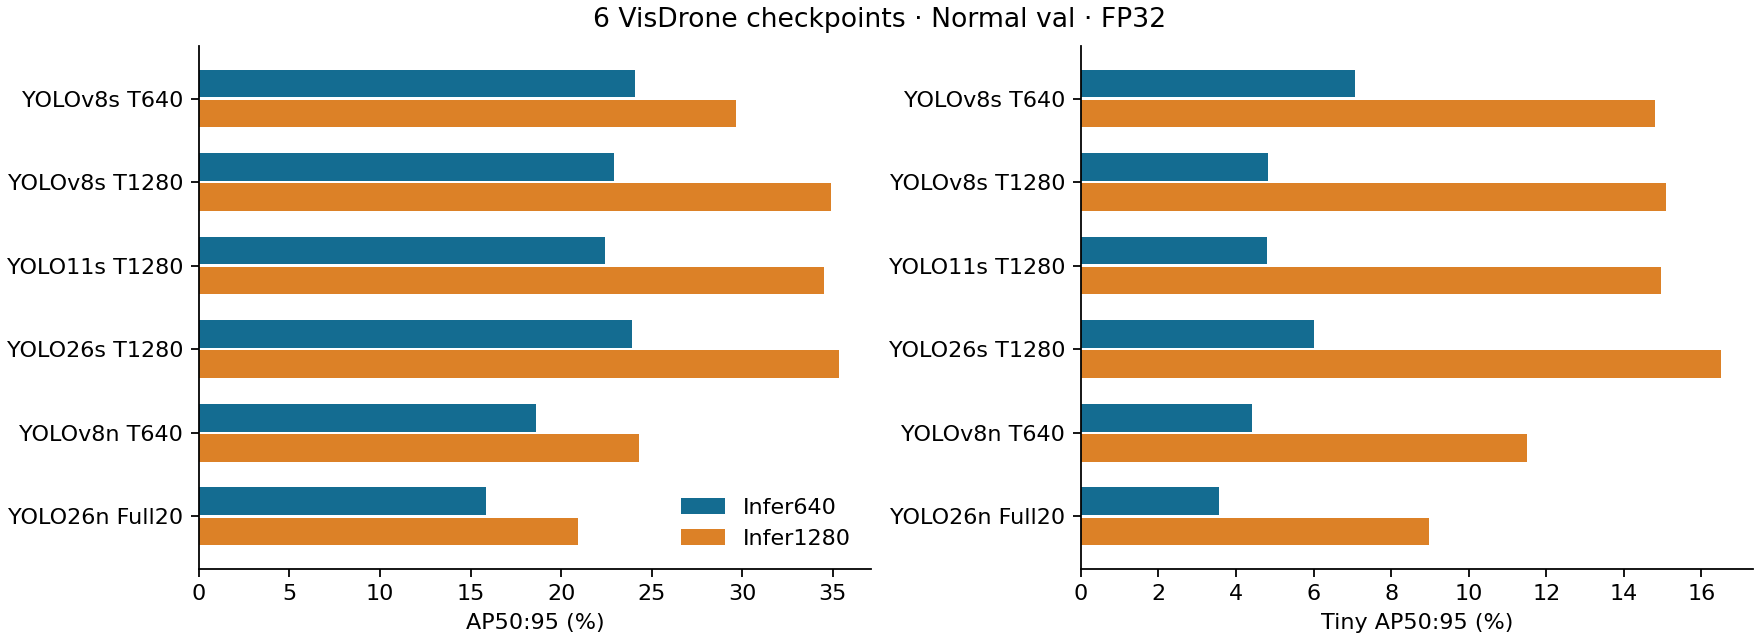 6 VisDrone checkpoints · Normal val · FP32
YOLOv8s T640
YOLOv8s T1280
YOLO11s T1280
YOLO26s T1280
YOLOv8n T640
YOLO26n Full20
Infer640
Infer1280
0 5 10 15 20 25 30 35
AP50:95 (%)
YOLOv8s T640
YOLOv8s T1280
YOLO11s T1280
YOLO26s T1280
YOLOv8n T640
YOLO26n Full20
0 2 4 6 8 10 12 14 16
Tiny AP50:95 (%)